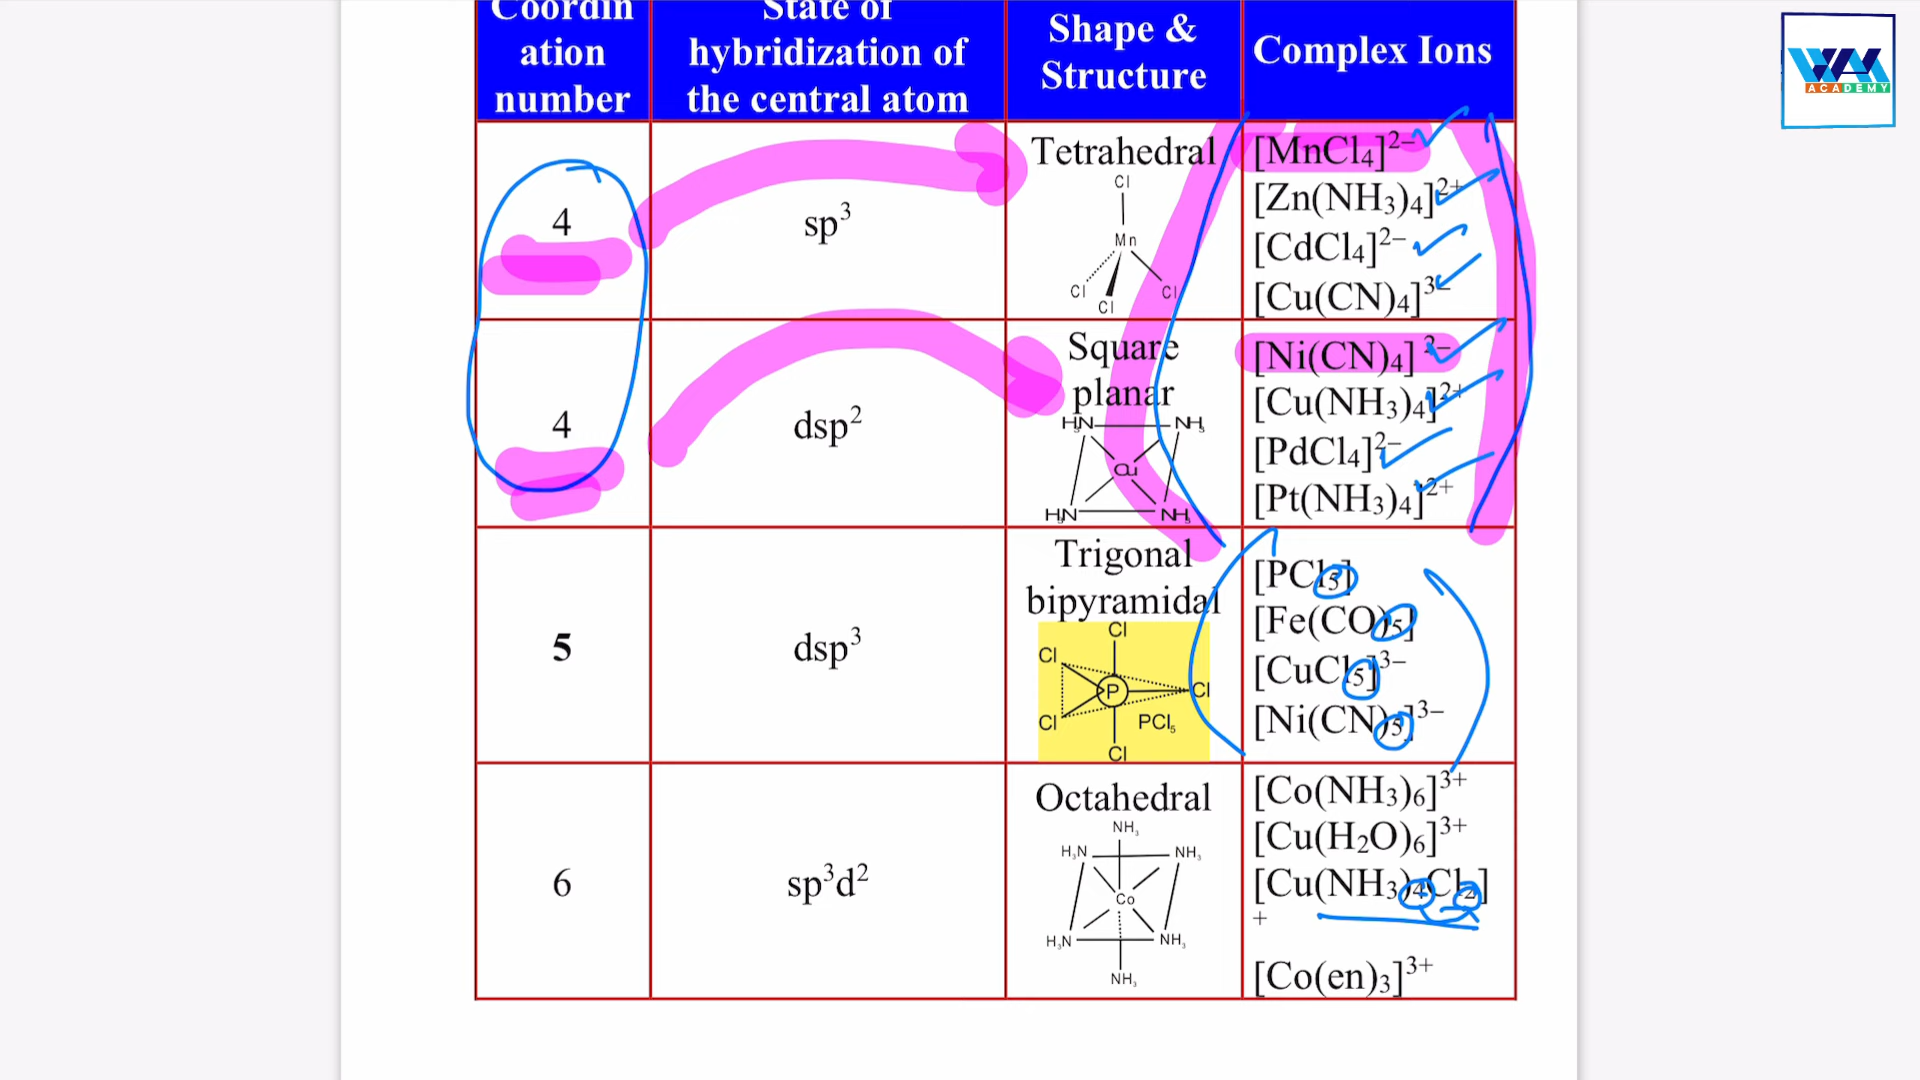 Coordin
ation
number
State of
hybridization of
the central atom
Shape &
Structure
Complex Ions
4
sp³
Tetrahedral
Cl
Mn
Cl
Cl
Cl
[MnCl₄]²⁻
[Zn(NH₃)₄]²⁺
[CdCl₄]²⁻
[Cu(CN)₄]³⁻
4
dsp²
Square
planar
H₃N
NH₃
Cu
H₃N
NH₃
[Ni(CN)₄]²⁻
[Cu(NH₃)₄]²⁺
[PdCl₄]²⁻
[Pt(NH₃)₄]²⁺
5
dsp³
Trigonal
bipyramidal
Cl
Cl
P
Cl
Cl
PCl₅
Cl
[PCl₅]
[Fe(CO)₅]
[CuCl₅]³⁻
[Ni(CN)₅]³⁻
6
sp³d²
Octahedral
NH₃
H₃N
NH₃
Co
H₃N
NH₃
NH₃
[Co(NH₃)₆]³⁺
[Cu(H₂O)₆]³⁺
[Cu(NH₃)₄Cl₂]
+
[Co(en)₃]³⁺
WAM
ACADEMY